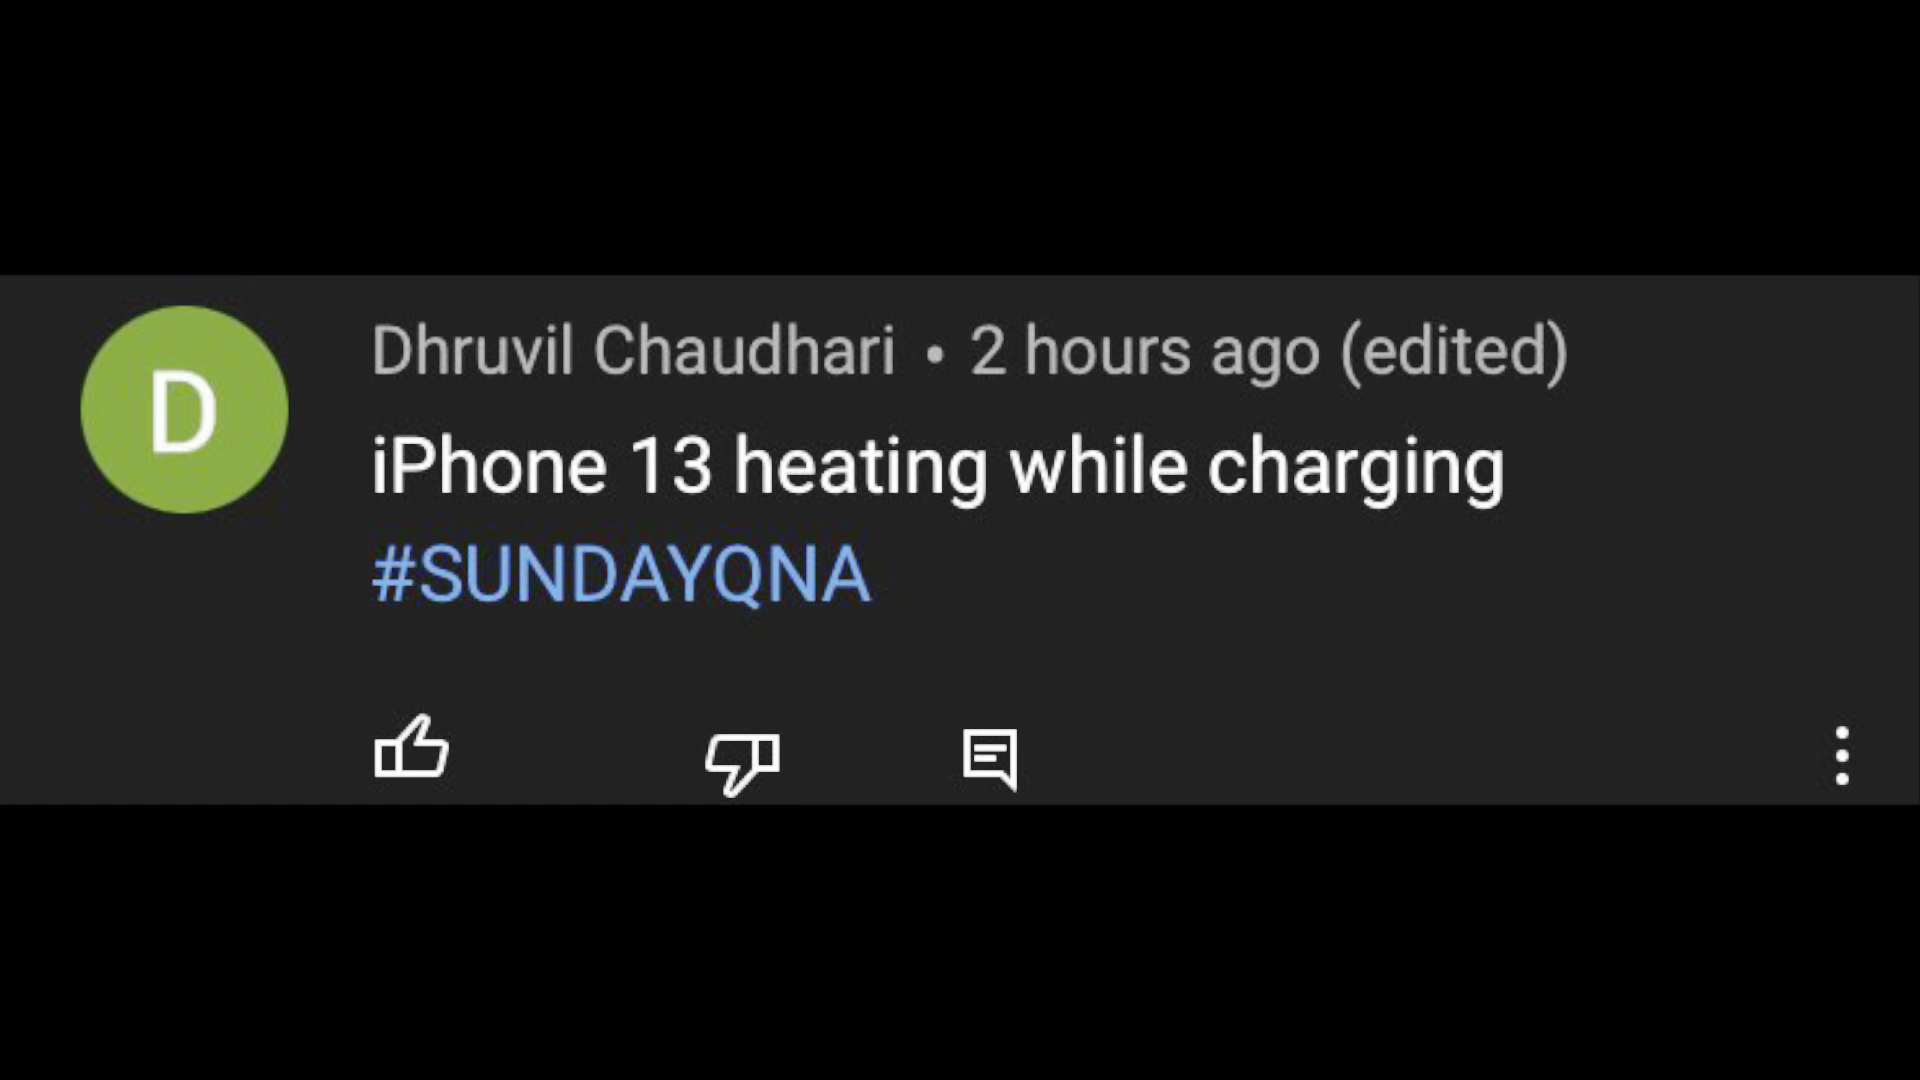 D
Dhruvil Chaudhari • 2 hours ago (edited)
iPhone 13 heating while charging
#SUNDAYQNA